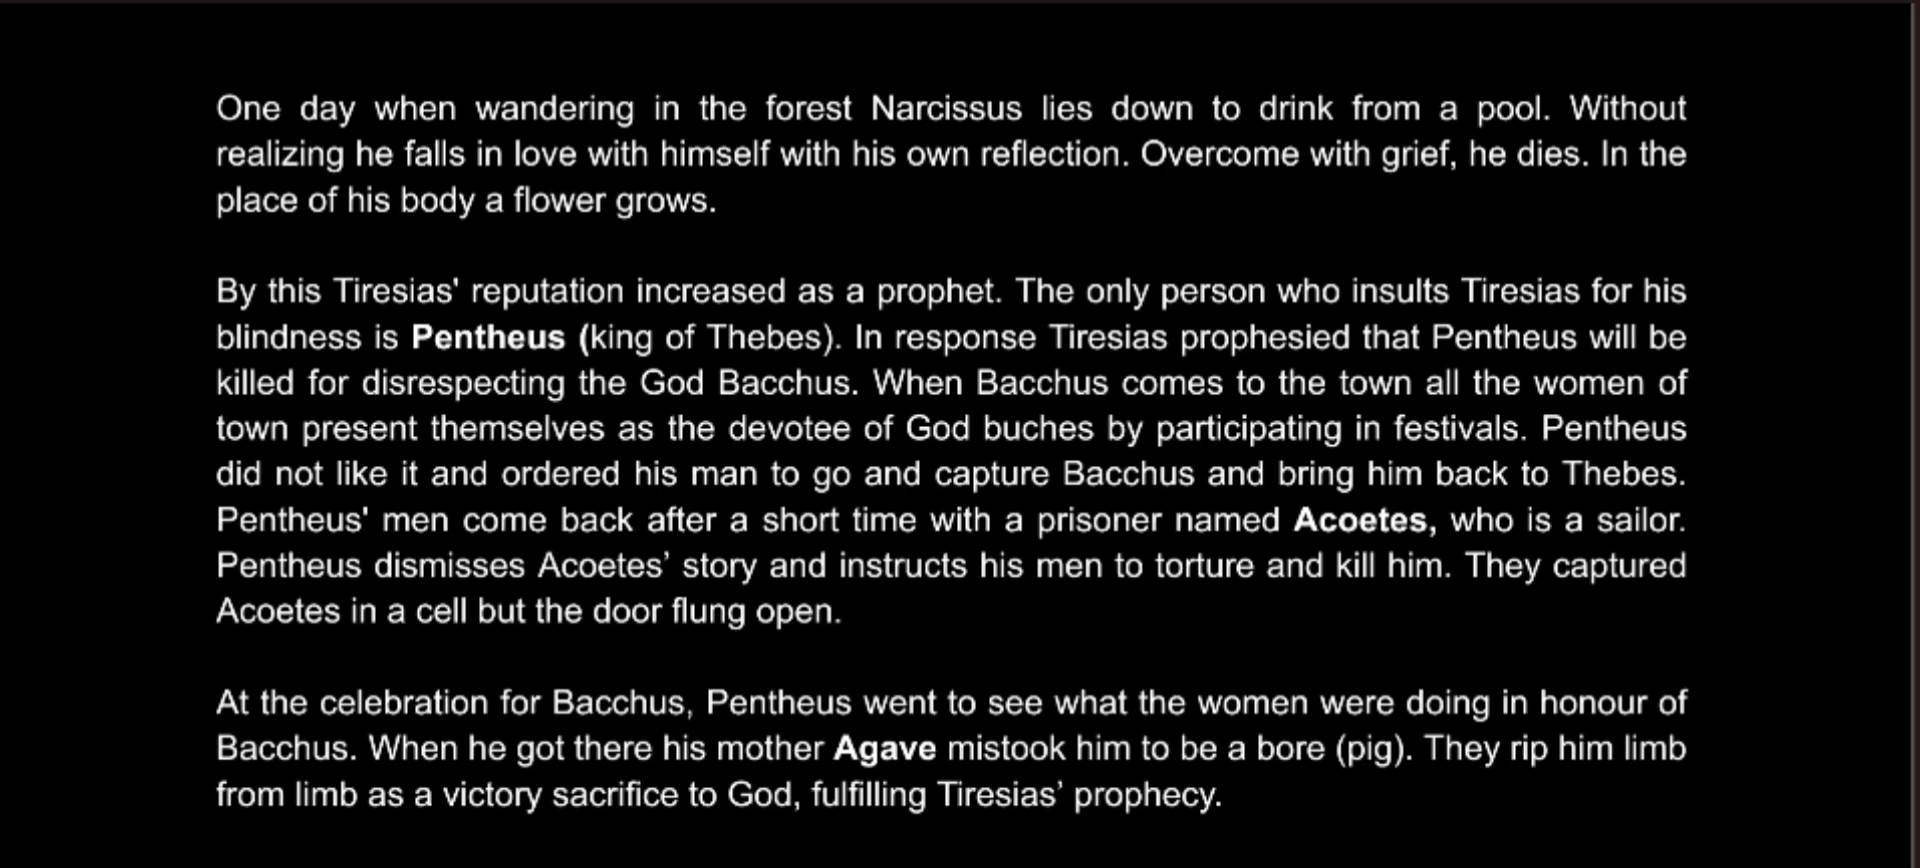 One day when wandering in the forest Narcissus lies down to drink from a pool. Without
realizing he falls in love with himself with his own reflection. Overcome with grief, he dies. In the
place of his body a flower grows.
By this Tiresias' reputation increased as a prophet. The only person who insults Tiresias for his
blindness is Pentheus (king of Thebes). In response Tiresias prophesied that Pentheus will be
killed for disrespecting the God Bacchus. When Bacchus comes to the town all the women of
town present themselves as the devotee of God buches by participating in festivals. Pentheus
did not like it and ordered his man to go and capture Bacchus and bring him back to Thebes.
Pentheus' men come back after a short time with a prisoner named Acoetes, who is a sailor.
Pentheus dismisses Acoetes’ story and instructs his men to torture and kill him. They captured
Acoetes in a cell but the door flung open.
At the celebration for Bacchus, Pentheus went to see what the women were doing in honour of
Bacchus. When he got there his mother Agave mistook him to be a bore (pig). They rip him limb
from limb as a victory sacrifice to God, fulfilling Tiresias’ prophecy.